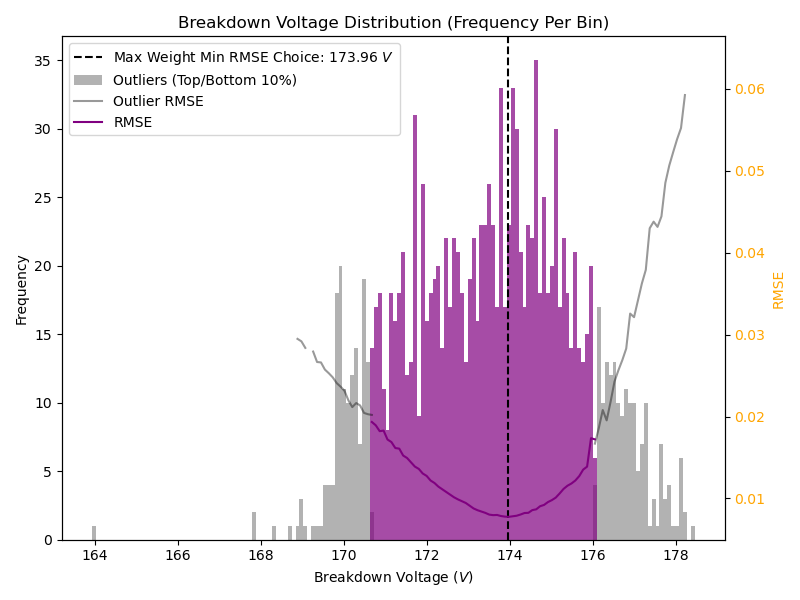 Breakdown Voltage Distribution (Frequency Per Bin)
Max Weight Min RMSE Choice: 173.96 V
Outliers (Top/Bottom 10%)
Outlier RMSE
RMSE
Frequency
35
30
25
20
15
10
5
0
0.06
0.05
0.04
0.03
0.02
0.01
RMSE
164 166 168 170 172 174 176 178
Breakdown Voltage (V)